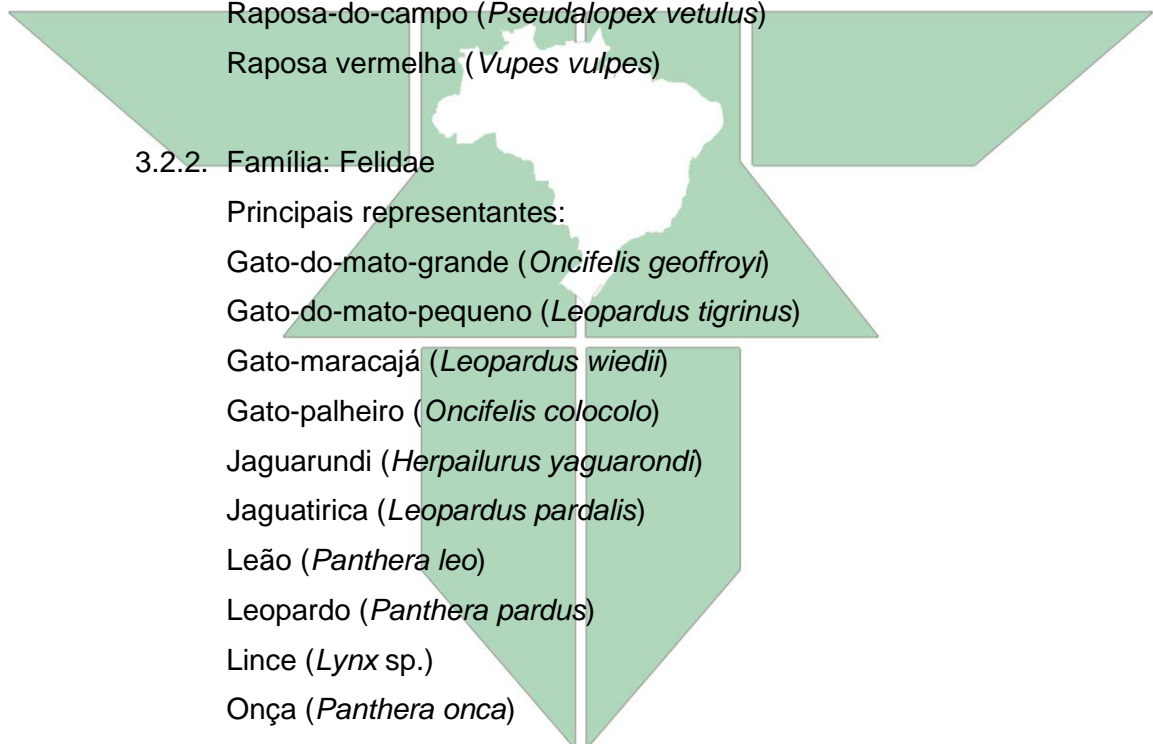 Raposa-do-campo (Pseudalopex vetulus)
Raposa vermelha (Vupes vulpes)
3.2.2. Família: Felidae
Principais representantes:
Gato-do-mato-grande (Oncifelis geoffroyi)
Gato-do-mato-pequeno (Leopardus tigrinus)
Gato-maracajá (Leopardus wiedii)
Gato-palheiro (Oncifelis colocolo)
Jaguarundi (Herpailurus yaguarondi)
Jaguatirica (Leopardus pardalis)
Leão (Panthera leo)
Leopardo (Panthera pardus)
Lince (Lynx sp.)
Onça (Panthera onca)